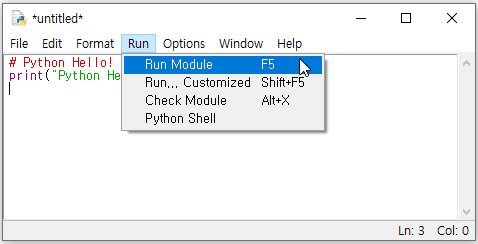 *untitled*
File Edit Format Run Options Window Help
# Python Hello!
print("Python He
Run Module F5
Run... Customized Shift+F5
Check Module Alt+X
Python Shell
Ln: 3 Col: 0